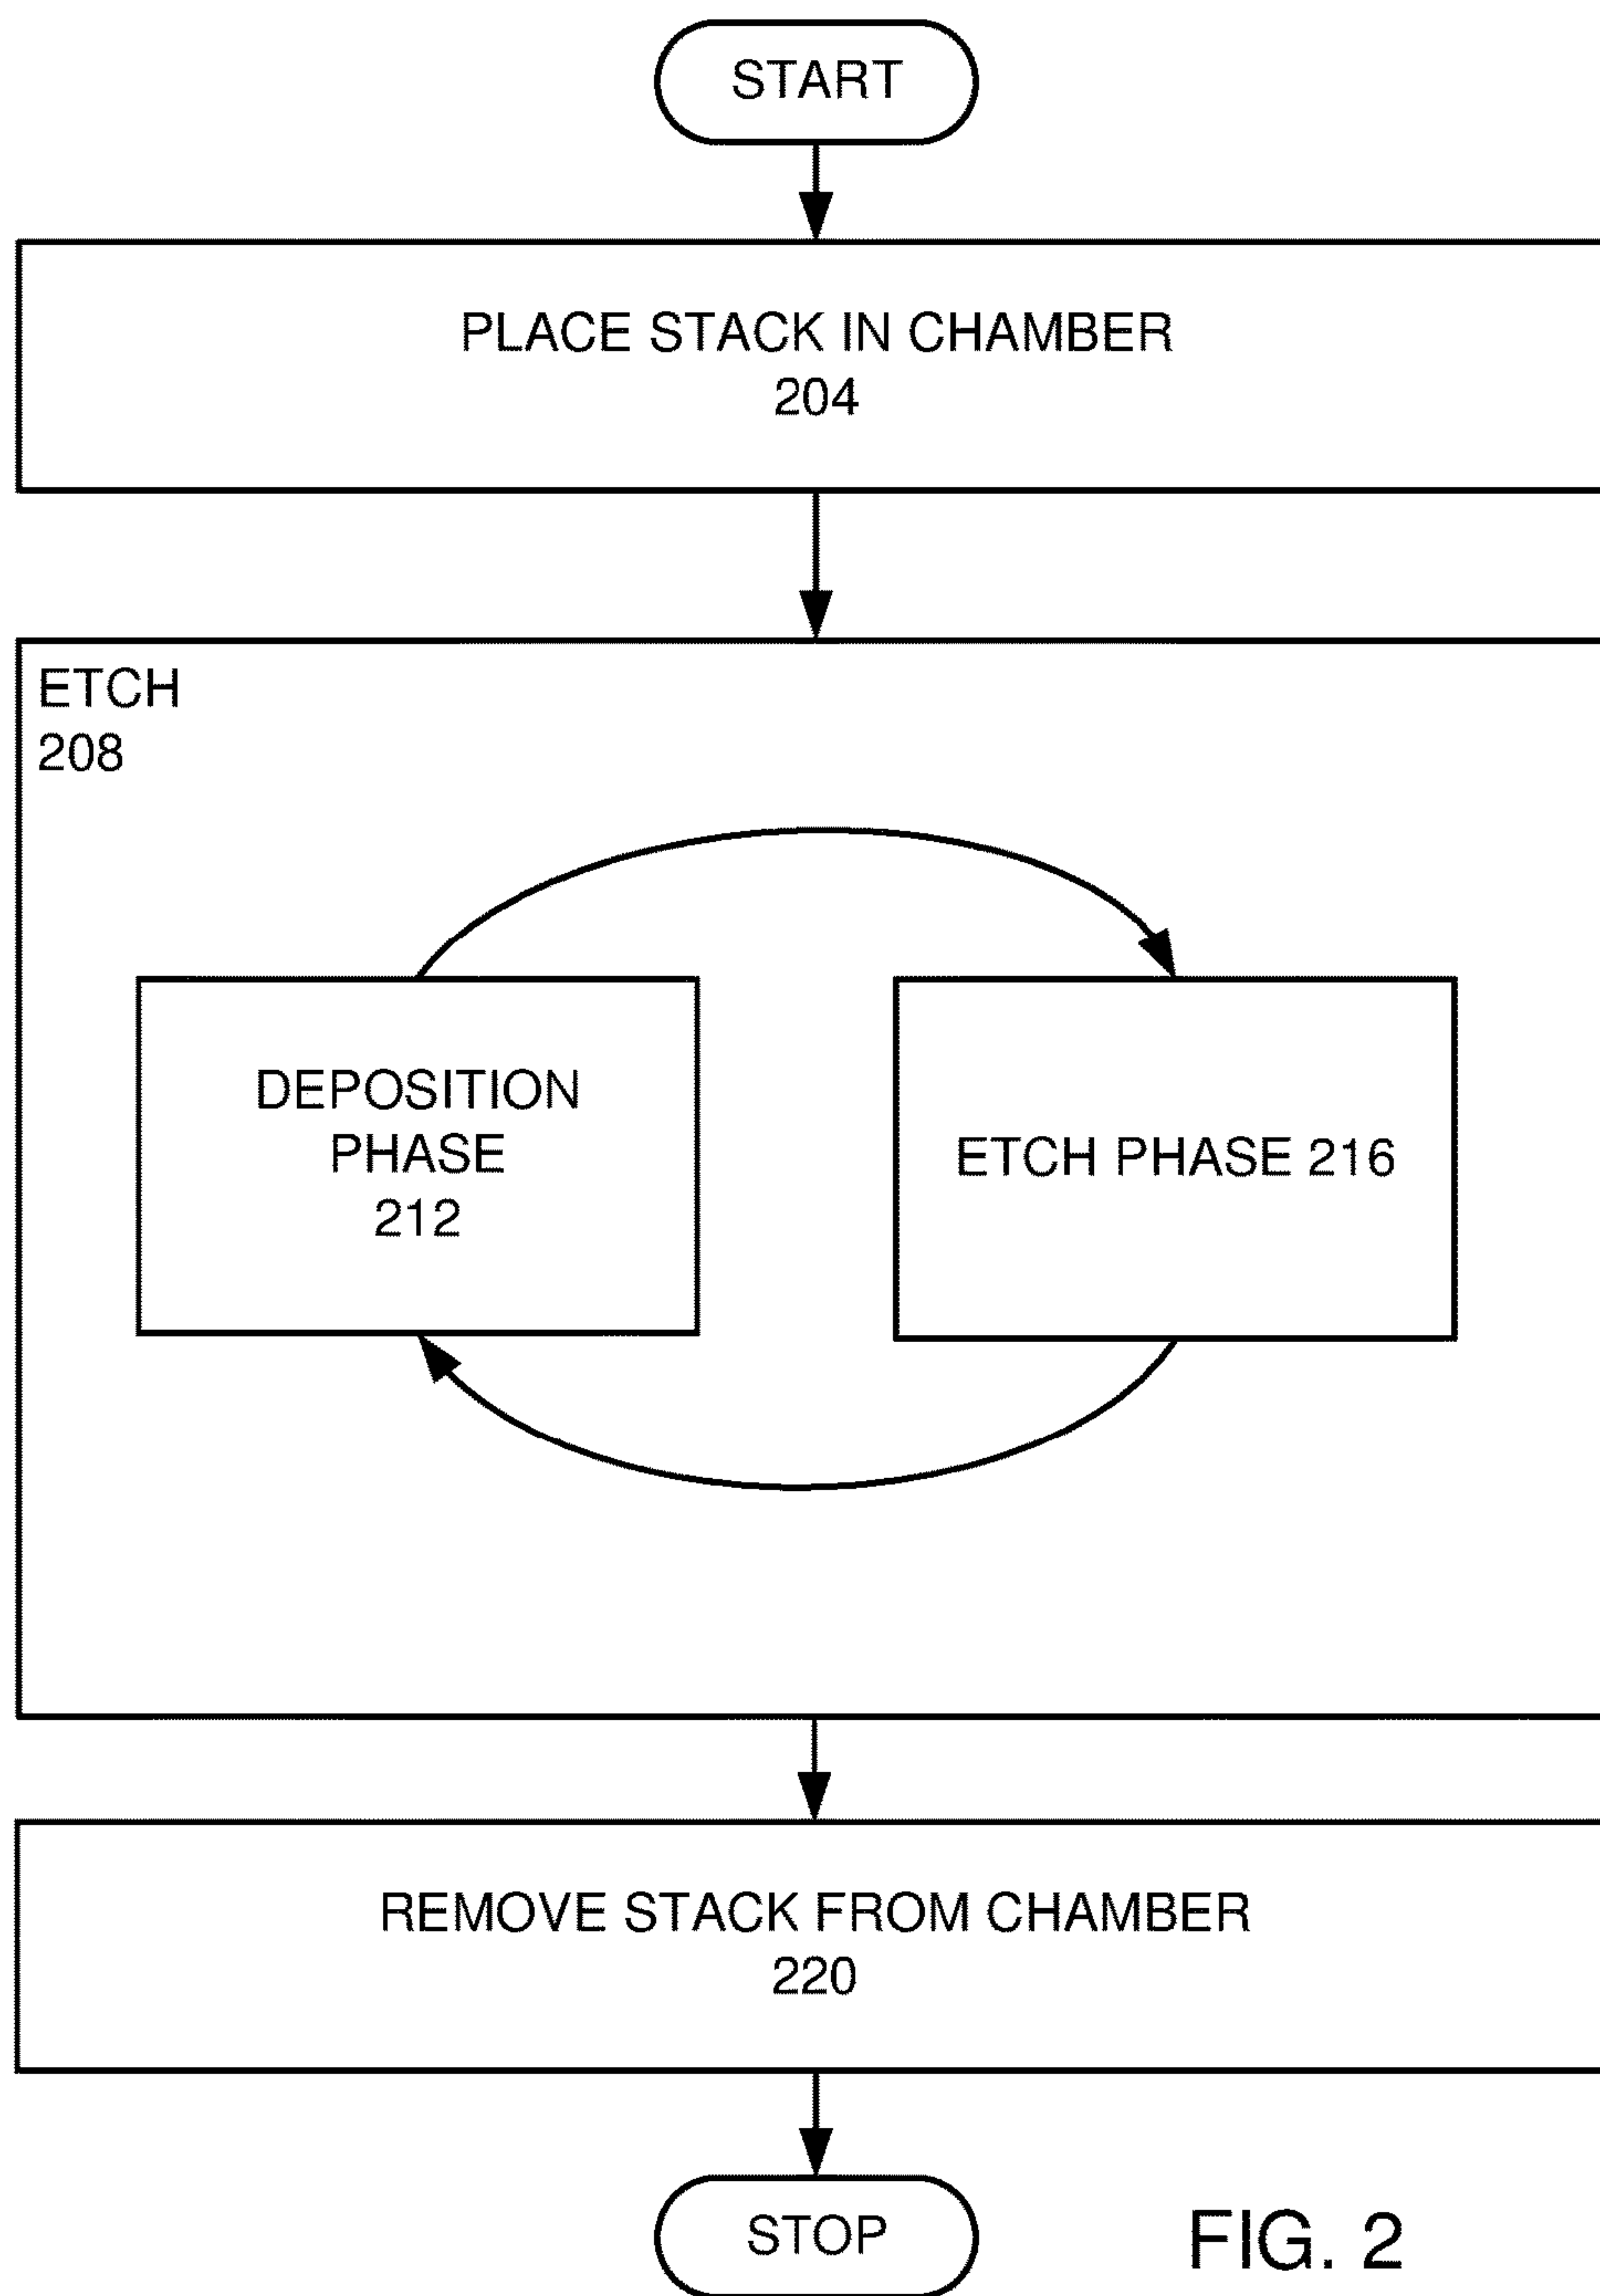 START
PLACE STACK IN CHAMBER
204
ETCH
208
DEPOSITION
PHASE
212
ETCH PHASE 216
REMOVE STACK FROM CHAMBER
220
STOP
FIG. 2